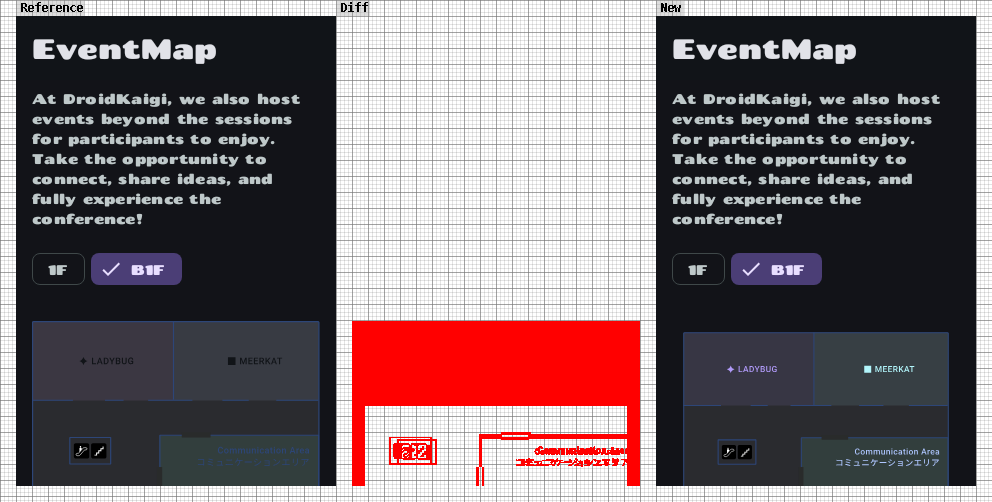 Reference
Diff
New
EventMap
At DroidKaigi, we also host
events beyond the sessions
for participants to enjoy.
Take the opportunity to
connect, share ideas, and
fully experience the
conference!
1F
B1F
LADYBUG
MEERKAT
Communication Area
コミュニケーションエリア
EventMap
At DroidKaigi, we also host
events beyond the sessions
for participants to enjoy.
Take the opportunity to
connect, share ideas, and
fully experience the
conference!
1F
B1F
LADYBUG
MEERKAT
Communication Area
コミュニケーションエリア